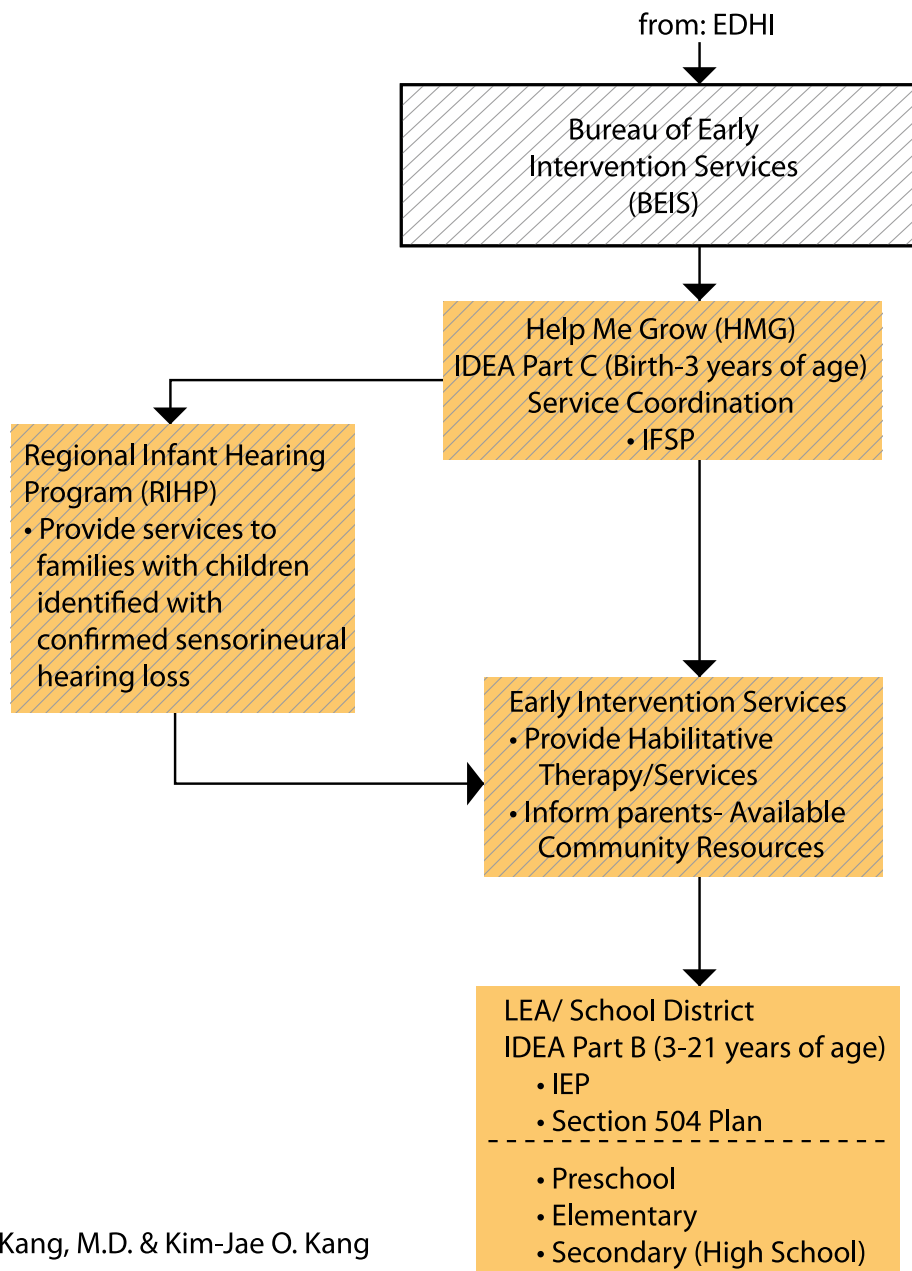 from: EDHI
Bureau of Early
Intervention Services
(BEIS)
Help Me Grow (HMG)
IDEA Part C (Birth-3 years of age)
Service Coordination
• IFSP
Regional Infant Hearing
Program (RIHP)
• Provide services to
families with children
identified with
confirmed sensorineural
hearing loss
Early Intervention Services
• Provide Habilitative
Therapy/Services
• Inform parents- Available
Community Resources
LEA/ School District
IDEA Part B (3-21 years of age)
• IEP
• Section 504 Plan
• Preschool
• Elementary
• Secondary (High School)
Kang, M.D. & Kim-Jae O. Kang